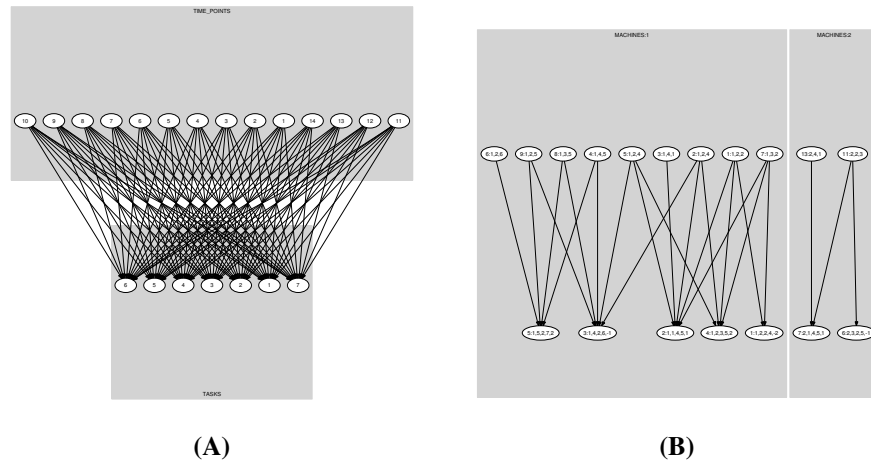 TIME_POINTS
10 9 8 7 6 5 4 3 2 1 14 13 12 11
6 5 4 3 2 1 7
TASKS
(A)
MACHINES:1 MACHINES:2
6:1,2,6 9:1,2,5 8:1,3,5 4:1,4,5 5:1,2,4 3:1,4,1 2:1,2,4 1:1,2,2 7:1,3,2 13:2,4,1 11:2,2,3
5:1,5,2,7,2 3:1,4,2,6,-1 2:1,1,4,5,1 4:1,2,3,5,2 1:1,2,2,4,-2 7:2,1,4,5,1 6:2,3,2,5,-1
(B)